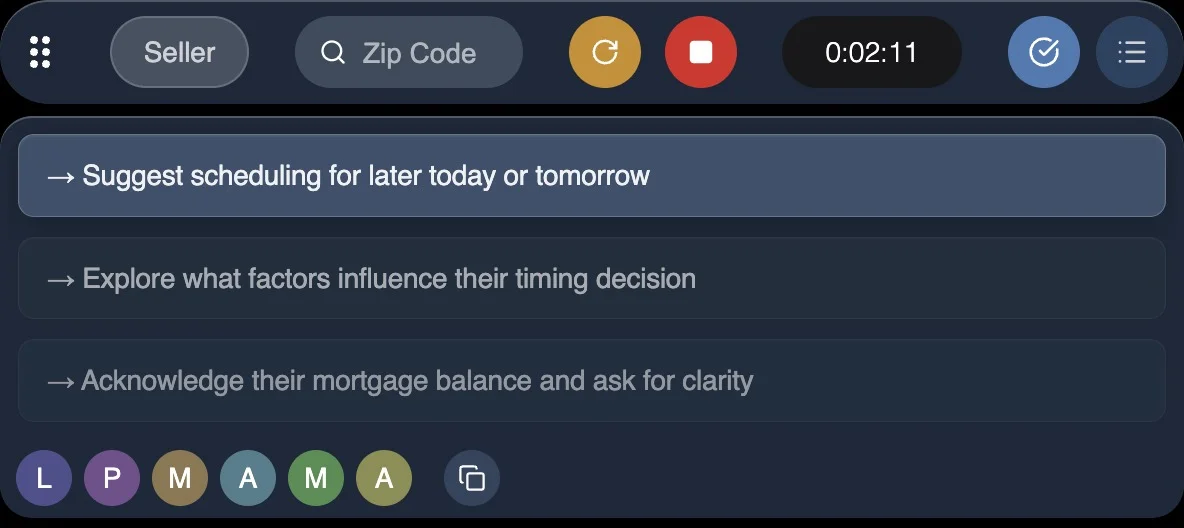 Seller
Zip Code
0:02:11
→ Suggest scheduling for later today or tomorrow
→ Explore what factors influence their timing decision
→ Acknowledge their mortgage balance and ask for clarity
L P M A M A